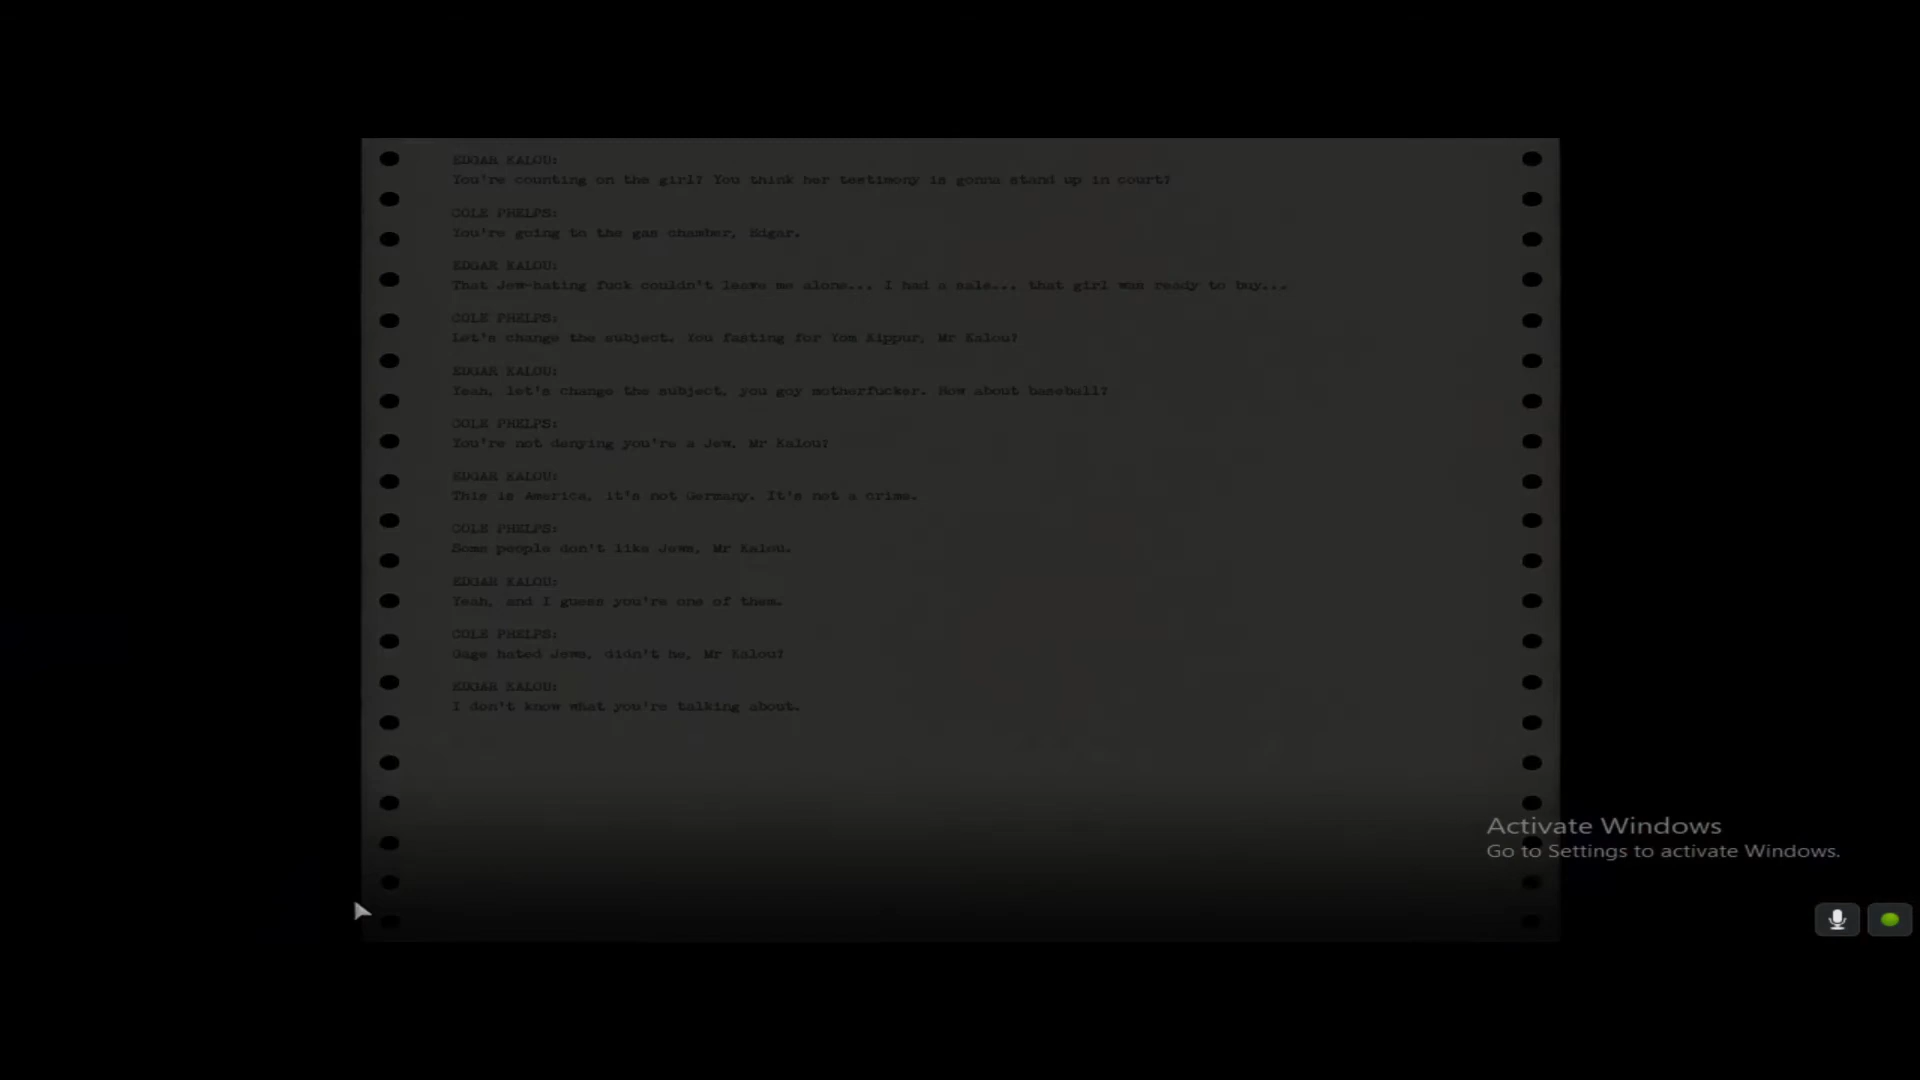 EDGAR KALOU:
You're counting on the girl? You think her testimony is gonna stand up in court?
COLE PHELPS:
You're going to the gas chamber, Edgar.
EDGAR KALOU:
That Jew-hating fuck couldn't leave me alone... I had a sale... that girl was ready to buy...
COLE PHELPS:
Let's change the subject. You fasting for Yom Kippur, Mr Kalou?
EDGAR KALOU:
Yeah, let's change the subject, you goy motherfucker. How about baseball?
COLE PHELPS:
You're not denying you're a Jew, Mr Kalou?
EDGAR KALOU:
This is America, it's not Germany. It's not a crime.
COLE PHELPS:
Some people don't like Jews, Mr Kalou.
EDGAR KALOU:
Yeah, and I guess you're one of them.
COLE PHELPS:
Gage hated Jews, didn't he, Mr Kalou?
EDGAR KALOU:
I don't know what you're talking about.
Activate Windows
Go to Settings to activate Windows.